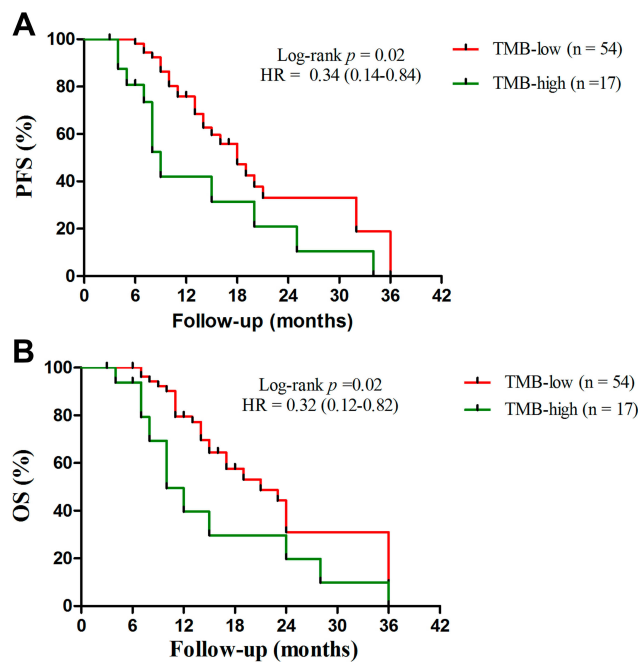 A
Log-rank p = 0.02
HR = 0.34 (0.14-0.84)
TMB-low (n = 54)
TMB-high (n =17)
PFS (%)
100
80
60
40
20
0
0 6 12 18 24 30 36 42
Follow-up (months)
B
Log-rank p =0.02
HR = 0.32 (0.12-0.82)
TMB-low (n = 54)
TMB-high (n = 17)
OS (%)
100
80
60
40
20
0
0 6 12 18 24 30 36 42
Follow-up (months)